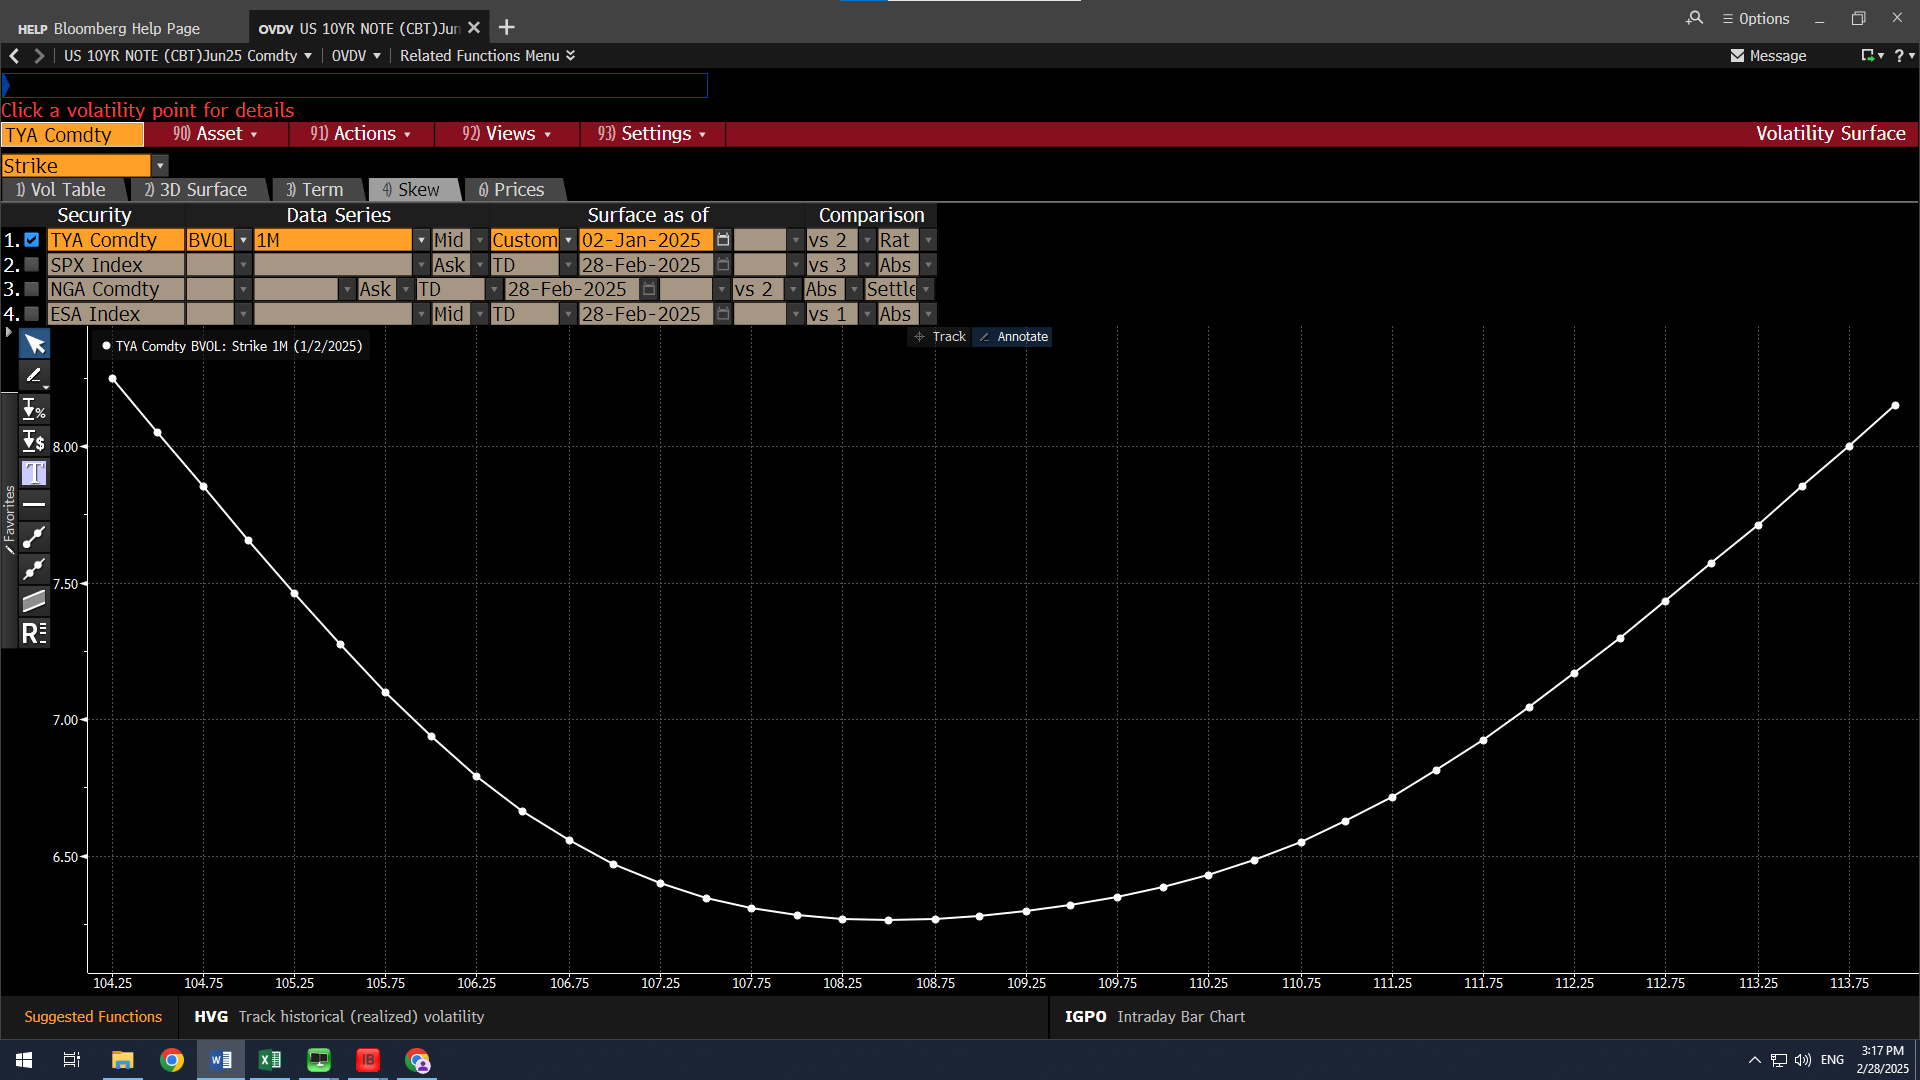 HELP Bloomberg Help Page
OVDV US 10YR NOTE (CBT)Jun
Options
US 10YR NOTE (CBT)Jun25 Comdty
OVDV
Related Functions Menu
Message
?
Click a volatility point for details
TYA Comdty
90) Asset
91) Actions
92) Views
93) Settings
Volatility Surface
Strike
1) Vol Table
2) 3D Surface
3) Term
4) Skew
6) Prices
Security Data Series Surface as of Comparison
1. TYA Comdty BVOL 1M Mid Custom 02-Jan-2025 vs 2 Rat
2. SPX Index Ask TD 28-Feb-2025 vs 3 Abs
3. NGA Comdty Ask TD 28-Feb-2025 vs 2 Abs Settle
4. ESA Index Mid TD 28-Feb-2025 vs 1 Abs
Track
Annotate
TYA Comdty BVOL: Strike 1M (1/2/2025)
%
$
T
R
Favorites
8.00
7.50
7.00
6.50
104.25 104.75 105.25 105.75 106.25 106.75 107.25 107.75 108.25 108.75 109.25 109.75 110.25 110.75 111.25 111.75 112.25 112.75 113.25 113.75
Suggested Functions
HVG Track historical (realized) volatility
IGPO Intraday Bar Chart
W
X
IB
ENG
3:17 PM
2/28/2025